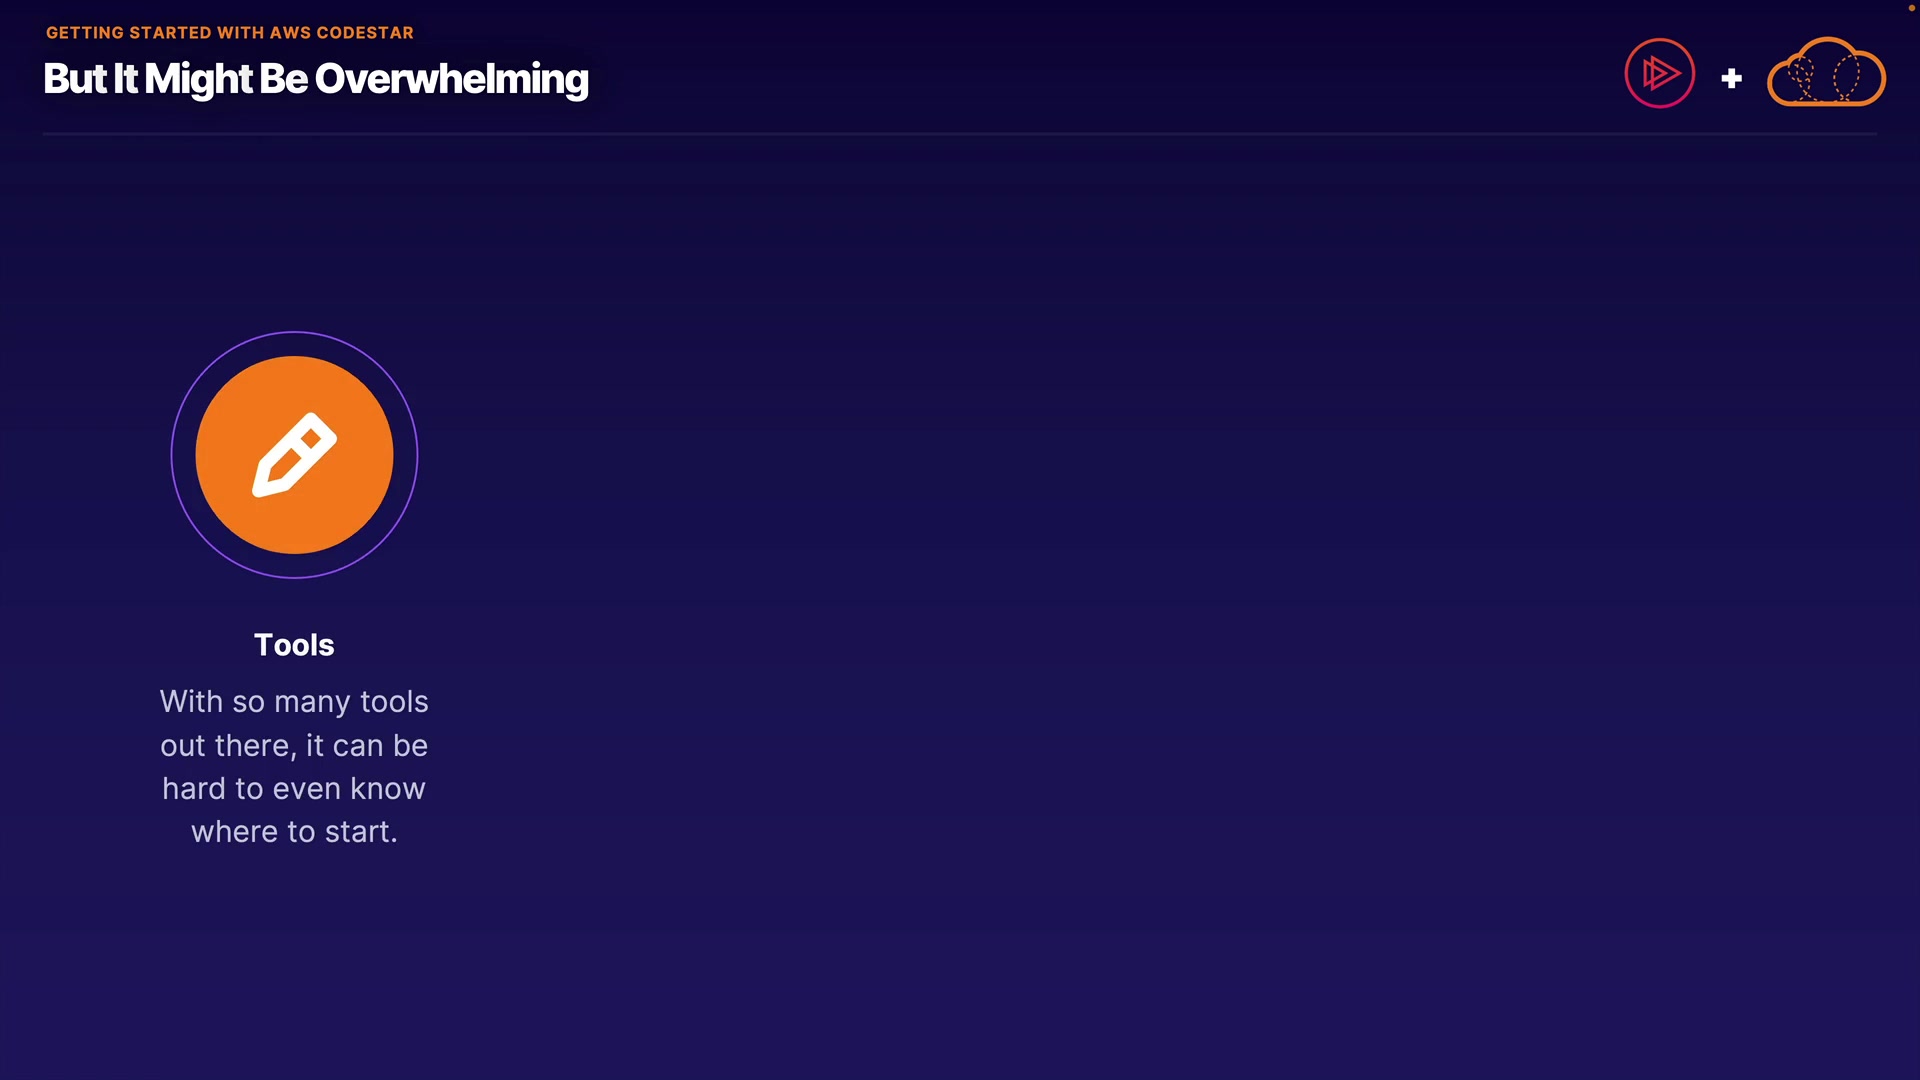 GETTING STARTED WITH AWS CODESTAR
But It Might Be Overwhelming
+
Tools
With so many tools
out there, it can be
hard to even know
where to start.